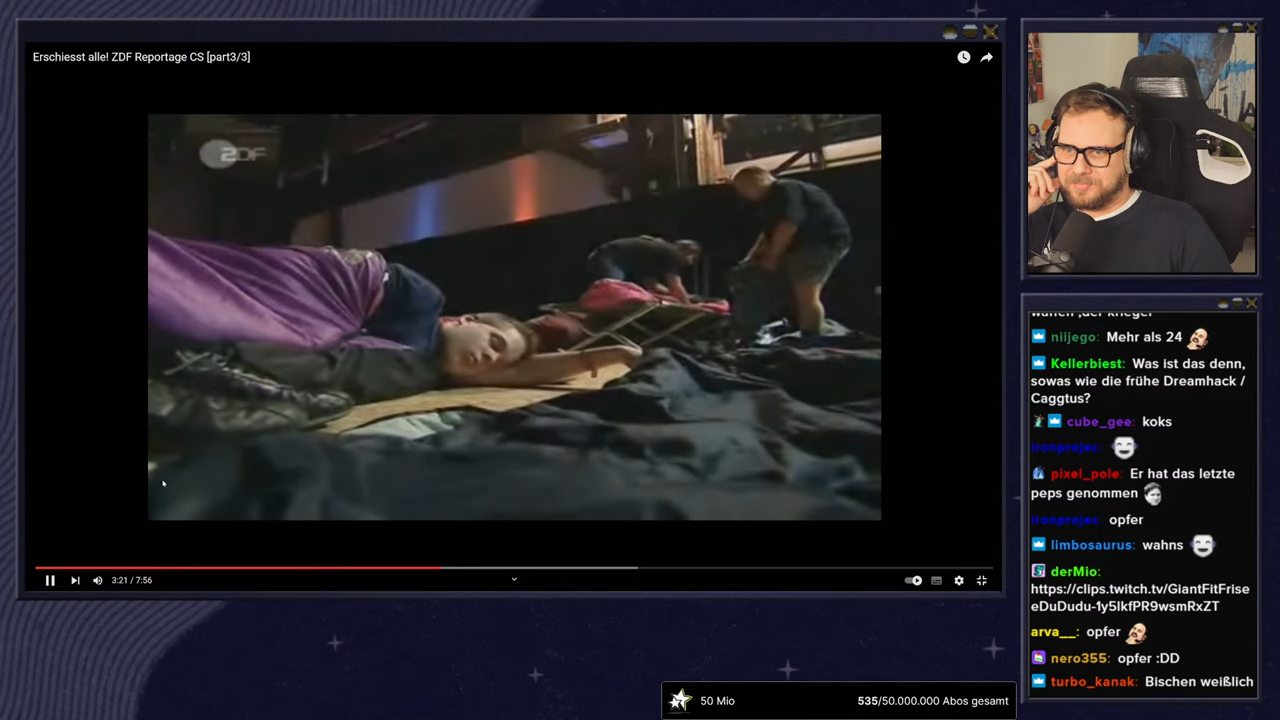 Erschiesst alle! ZDF Reportage CS [part3/3]
ZDF
3:21 / 7:56
niijego: Mehr als 24
Kellerbiest: Was ist das denn,
sowas wie die frühe Dreamhack /
Caggtus?
cube_gee: koks
pixel_pole: Er hat das letzte
peps genommen
opfer
limbosaurus: wahns
derMio:
https://clips.twitch.tv/GiantFitFrise
eDuDudu-1y5IkfPR9wsmRxZT
arva__: opfer
nero355: opfer :DD
turbo_kanak: Bischen weißlich
50 Mio
535/50.000.000 Abos gesamt